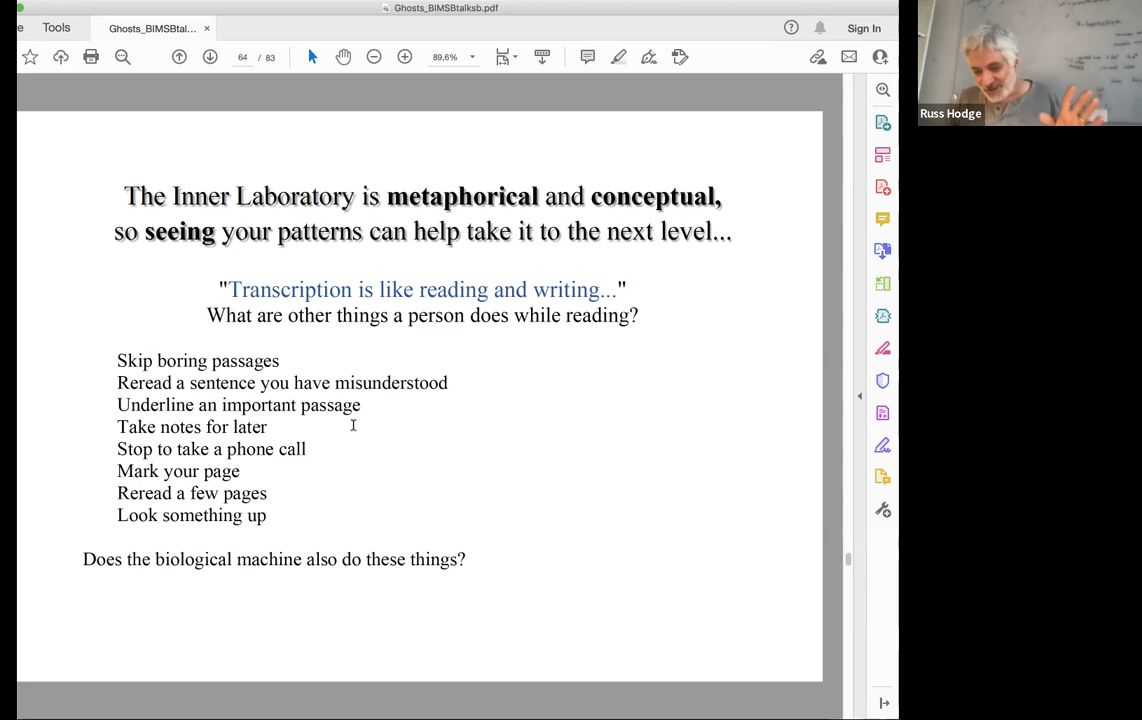 Ghosts_BIMSBtalksb.pdf
e
Tools
Ghosts_BIMSBtal... ×
Sign In
64 / 83
89,6%
The Inner Laboratory is metaphorical and conceptual,
so seeing your patterns can help take it to the next level...
"Transcription is like reading and writing..."
What are other things a person does while reading?
Skip boring passages
Reread a sentence you have misunderstood
Underline an important passage
Take notes for later
Stop to take a phone call
Mark your page
Reread a few pages
Look something up
Does the biological machine also do these things?
Russ Hodge